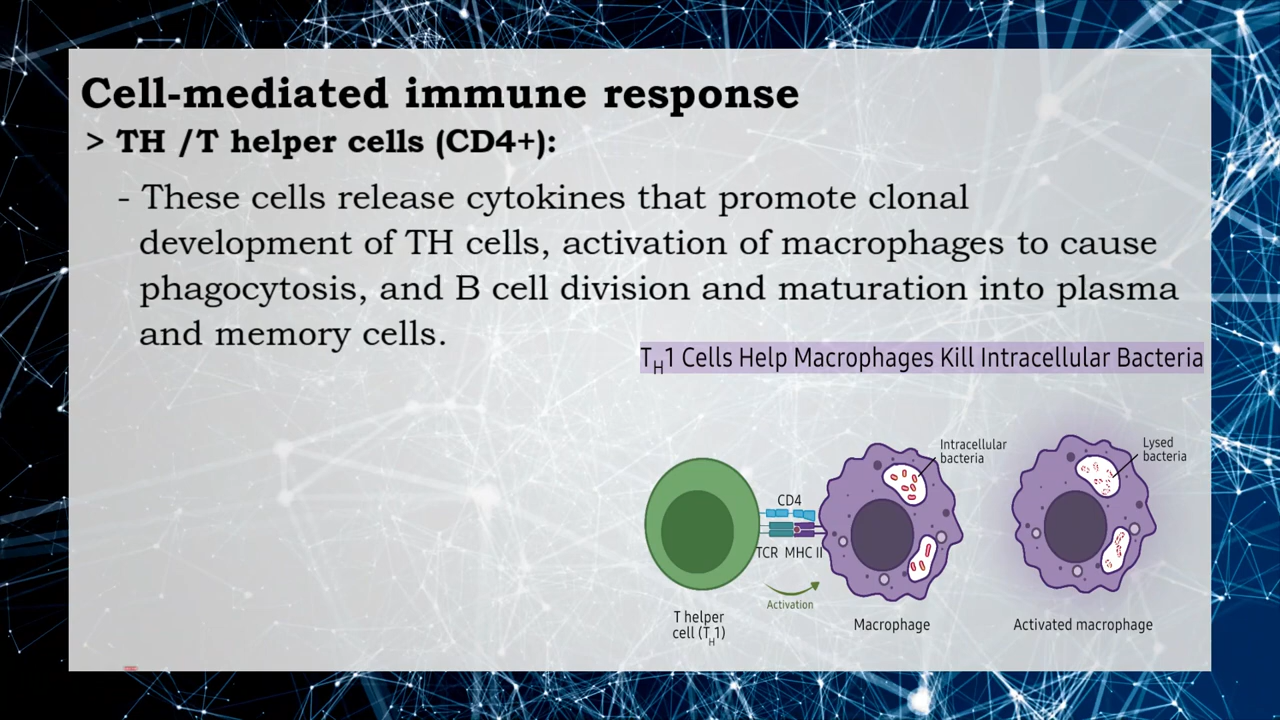 Cell-mediated immune response
> TH /T helper cells (CD4+):
- These cells release cytokines that promote clonal
development of TH cells, activation of macrophages to cause
phagocytosis, and B cell division and maturation into plasma
and memory cells.
TH1 Cells Help Macrophages Kill Intracellular Bacteria
Intracellular
bacteria
Lysed
bacteria
CD4
TCR MHC II
Activation
T helper
cell (TH1)
Macrophage
Activated macrophage